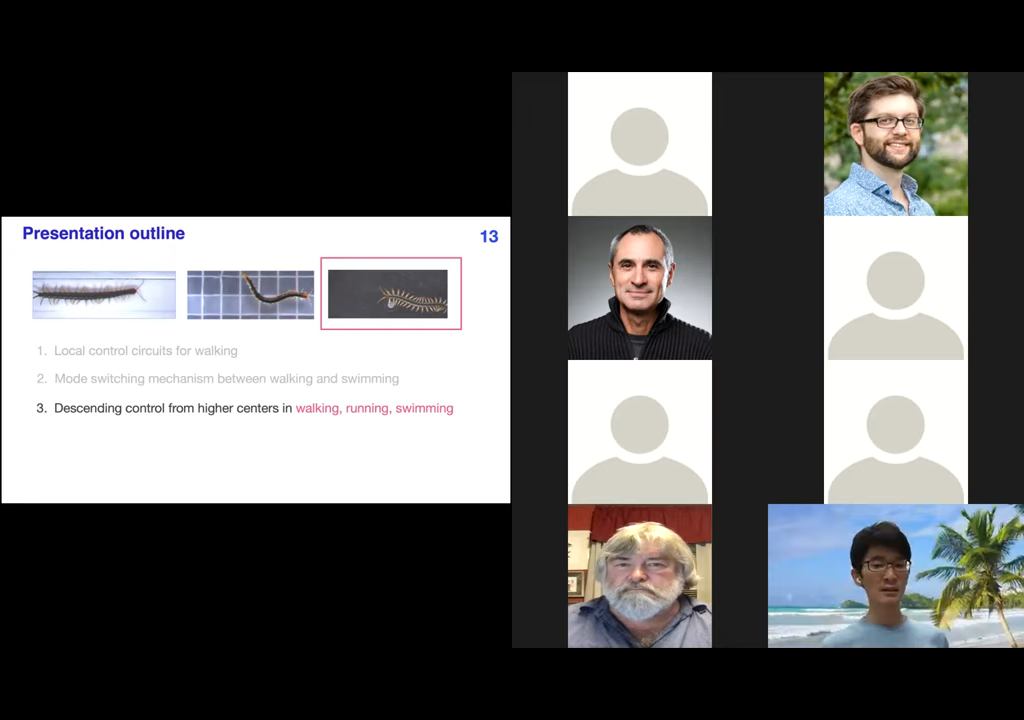 Presentation outline
13
1. Local control circuits for walking
2. Mode switching mechanism between walking and swimming
3. Descending control from higher centers in walking, running, swimming